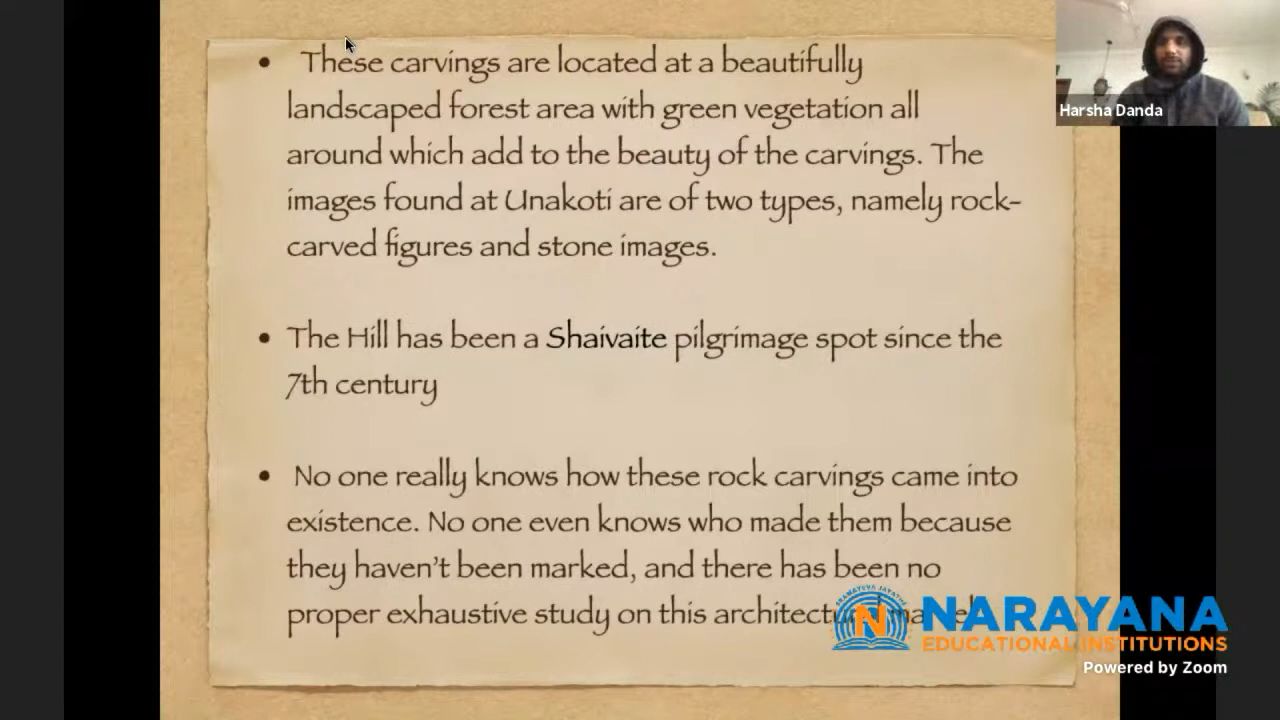 • These carvings are located at a beautifully
landscaped forest area with green vegetation all
around which add to the beauty of the carvings. The
images found at Unakoti are of two types, namely rock-
carved figures and stone images.
• The Hill has been a Shaivaite pilgrimage spot since the
7th century
• No one really knows how these rock carvings came into
existence. No one even knows who made them because
they haven't been marked, and there has been no
proper exhaustive study on this
Harsha Danda
NARAYANA
EDUCATIONAL INSTITUTIONS
Powered by Zoom